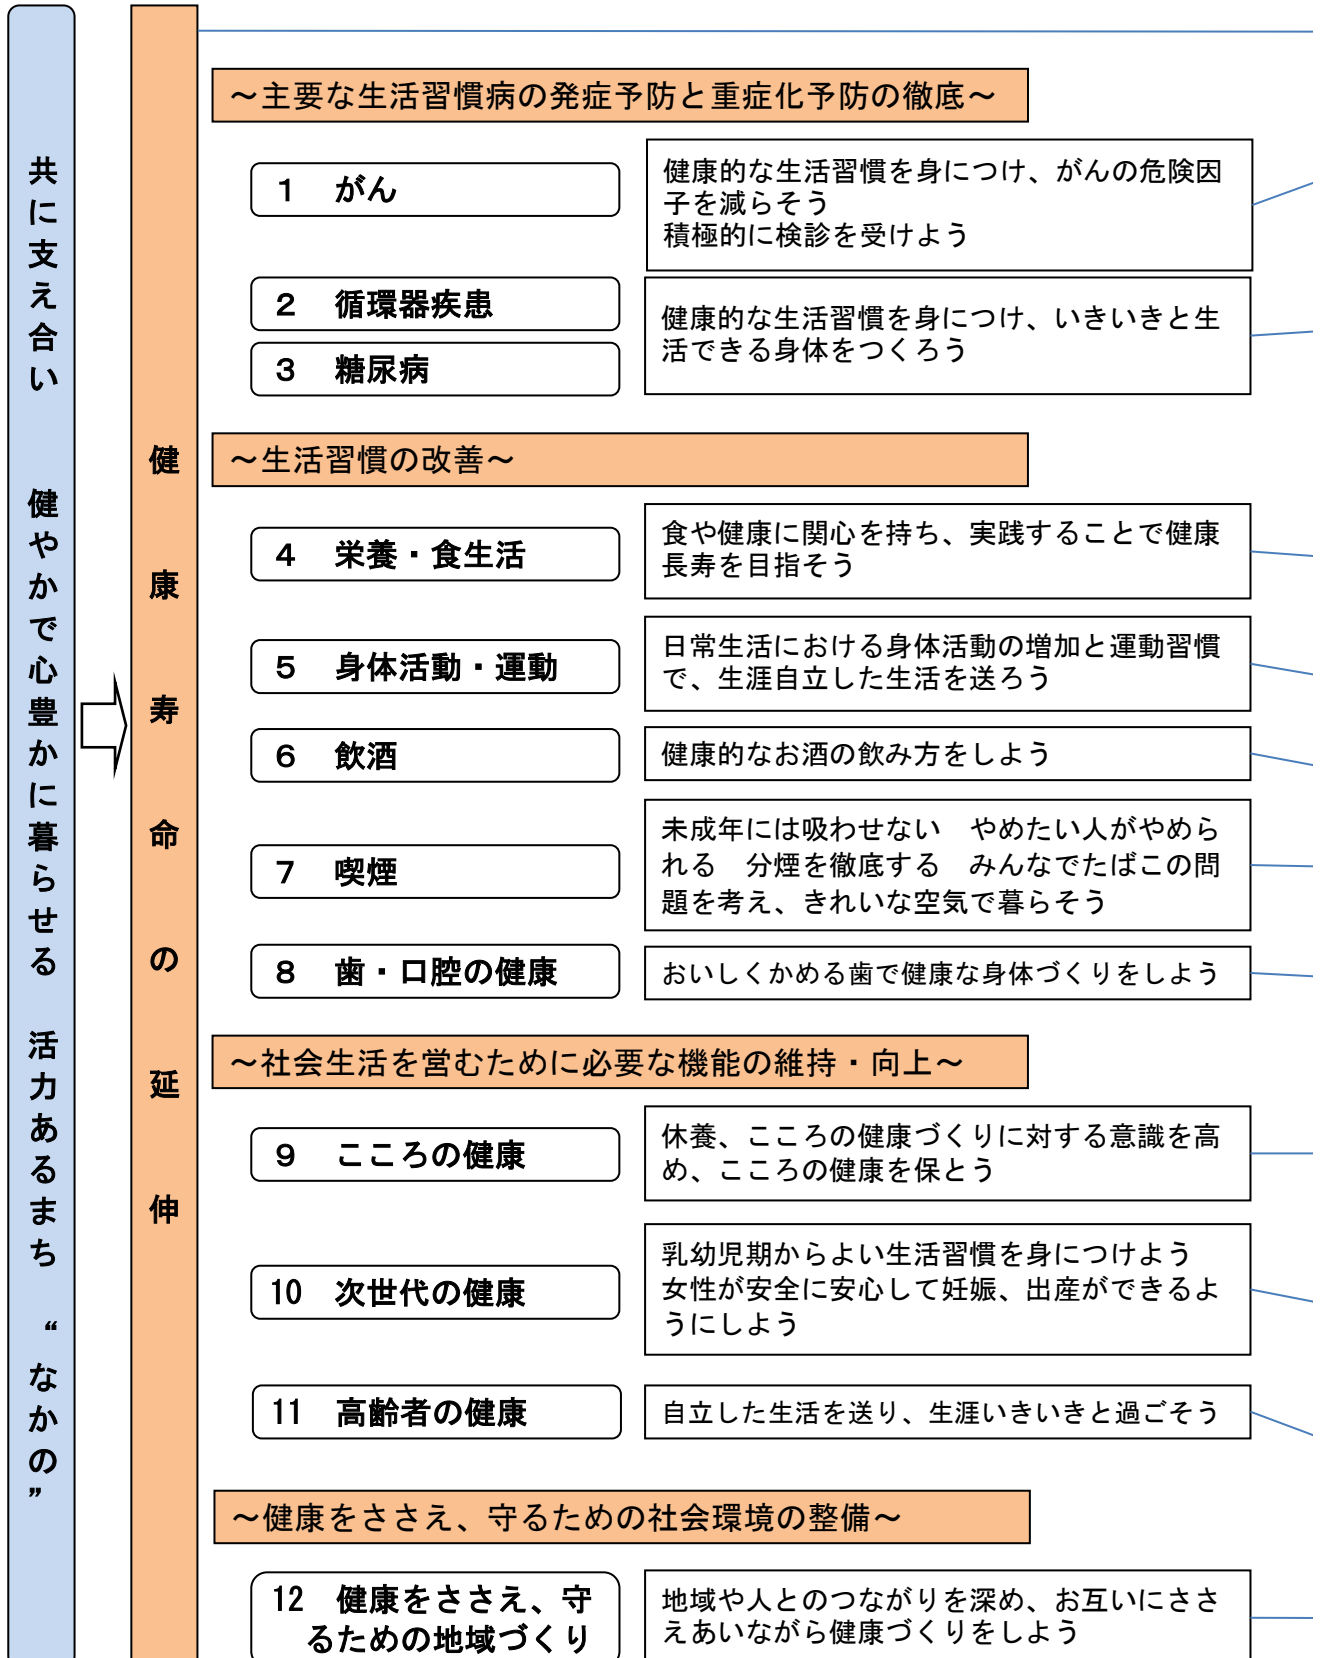 共に支え合い　健やかで心豊かに暮らせる　活力あるまち　“なかの”
健康寿命の延伸
～主要な生活習慣病の発症予防と重症化予防の徹底～
１　がん
健康的な生活習慣を身につけ、がんの危険因
子を減らそう
積極的に検診を受けよう
２　循環器疾患
３　糖尿病
健康的な生活習慣を身につけ、いきいきと生
活できる身体をつくろう
～生活習慣の改善～
４　栄養・食生活
食や健康に関心を持ち、実践することで健康
長寿を目指そう
５　身体活動・運動
日常生活における身体活動の増加と運動習慣
で、生涯自立した生活を送ろう
６　飲酒
健康的なお酒の飲み方をしよう
７　喫煙
未成年には吸わせない　やめたい人がやめら
れる　分煙を徹底する　みんなでたばこの問
題を考え、きれいな空気で暮らそう
８　歯・口腔の健康
おいしくかめる歯で健康な身体づくりをしよう
～社会生活を営むために必要な機能の維持・向上～
９　こころの健康
休養、こころの健康づくりに対する意識を高
め、こころの健康を保とう
10　次世代の健康
乳幼児期からよい生活習慣を身につけよう
女性が安全に安心して妊娠、出産ができるよ
うにしよう
11　高齢者の健康
自立した生活を送り、生涯いきいきと過ごそう
～健康をささえ、守るための社会環境の整備～
12　健康をささえ、守
るための地域づくり
地域や人とのつながりを深め、お互いにささ
えあいながら健康づくりをしよう